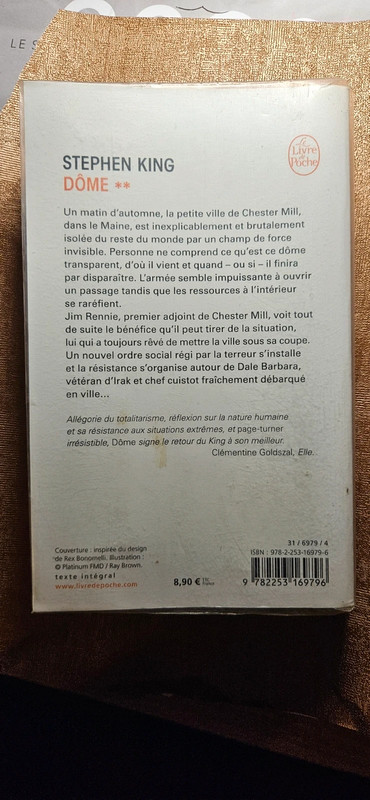 LE S
STEPHEN KING
DÔME **
Le
Livre
de
Poche
Un matin d'automne, la petite ville de Chester Mill,
dans le Maine, est inexplicablement et brutalement
isolée du reste du monde par un champ de force
invisible. Personne ne comprend ce qu'est ce dôme
transparent, d'où il vient et quand – ou si – il finira
par disparaître. L'armée semble impuissante à ouvrir
un passage tandis que les ressources à l'intérieur
se raréfient.
Jim Rennie, premier adjoint de Chester Mill, voit tout
de suite le bénéfice qu'il peut tirer de la situation,
lui qui a toujours rêvé de mettre la ville sous sa coupe.
Un nouvel ordre social régi par la terreur s'installe
et la résistance s'organise autour de Dale Barbara,
vétéran d'Irak et chef cuistot fraîchement débarqué
en ville…
Allégorie du totalitarisme, réflexion sur la nature humaine
et sa résistance aux situations extrêmes, et page-turner
irrésistible, Dôme signe le retour du King à son meilleur.
Clémentine Goldszal, Elle.
Couverture : inspirée du design
de Rex Bonomelli. Illustration :
© Platinum FMD / Ray Brown.
texte intégral
www.livredepoche.com
8,90 €
31 / 6979 / 4
ISBN : 978-2-253-16979-6
9 782253 169796